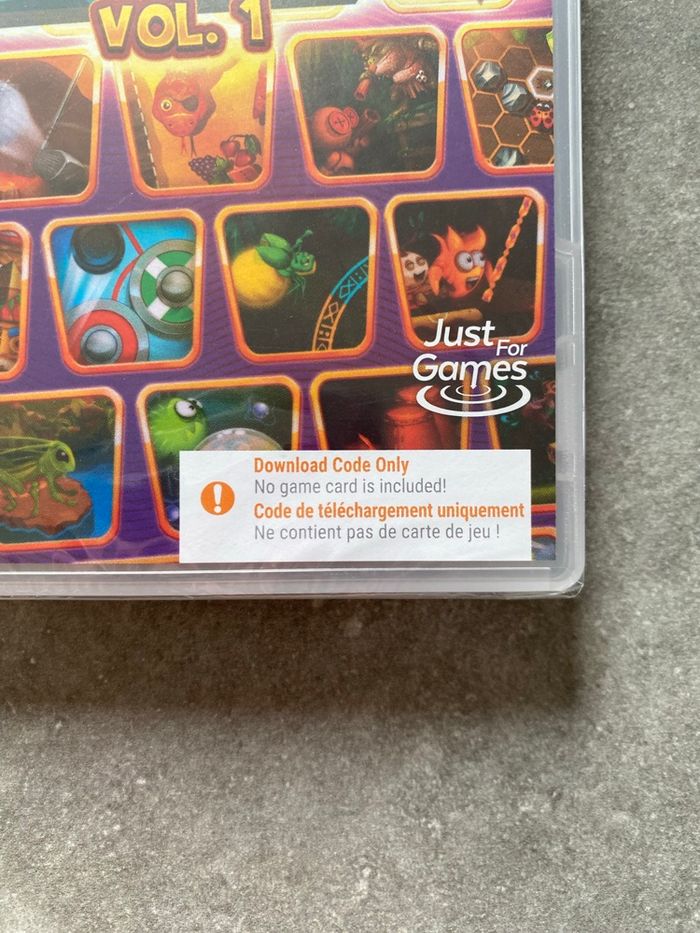 VOL. 1
Just
For
Games
Download Code Only
No game card is included!
Code de téléchargement uniquement
Ne contient pas de carte de jeu !